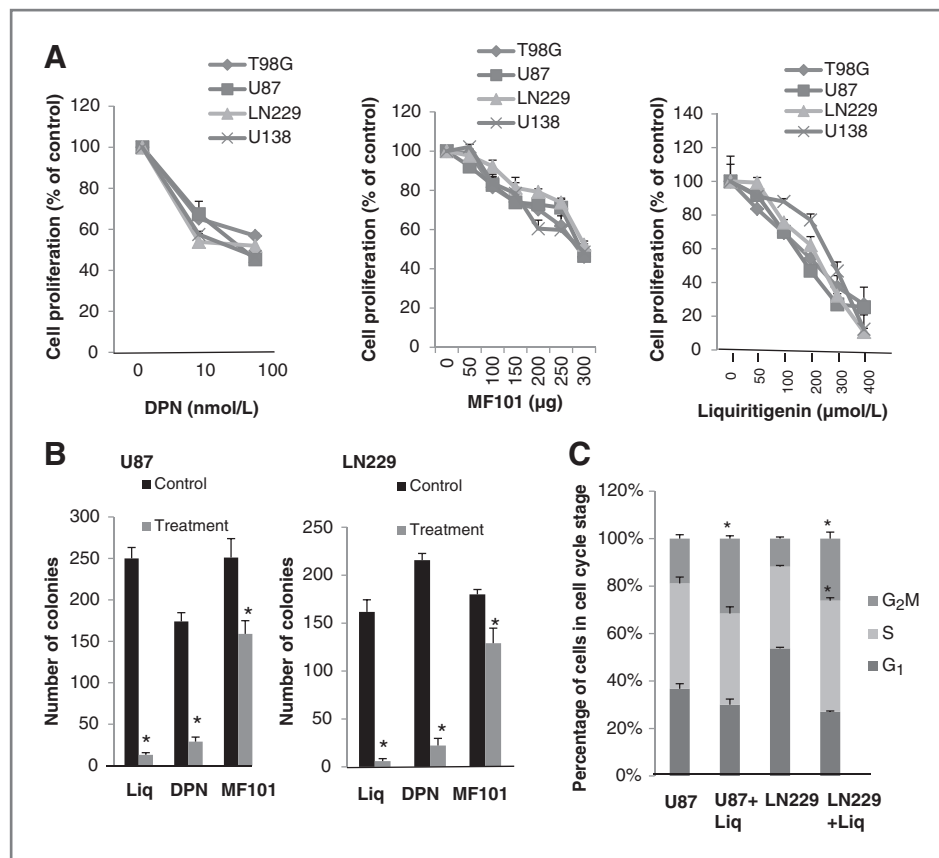 A
T98G
U87
LN229
U138
Cell proliferation (% of control)
120
100
80
60
40
20
0
0 10 100
DPN (nmol/L)
T98G
U87
LN229
U138
Cell proliferation (% of control)
120
100
80
60
40
20
0
0 50 100 150 200 250 300
MF101 (µg)
T98G
U87
LN229
U138
Cell proliferation (% of control)
140
120
100
80
60
40
20
0
0 50 100 200 300 400
Liquiritigenin (µmol/L)
B
U87
Control
Treatment
Number of colonies
300
250
200
150
100
50
0
* * *
Liq DPN MF101
LN229
Control
Treatment
Number of colonies
250
200
150
100
50
0
* * *
Liq DPN MF101
C
Percentage of cells in cell cycle stage
120%
100%
80%
60%
40%
20%
0%
* *
*
G2M
S
G1
U87 U87+ LN229 LN229
Liq +Liq